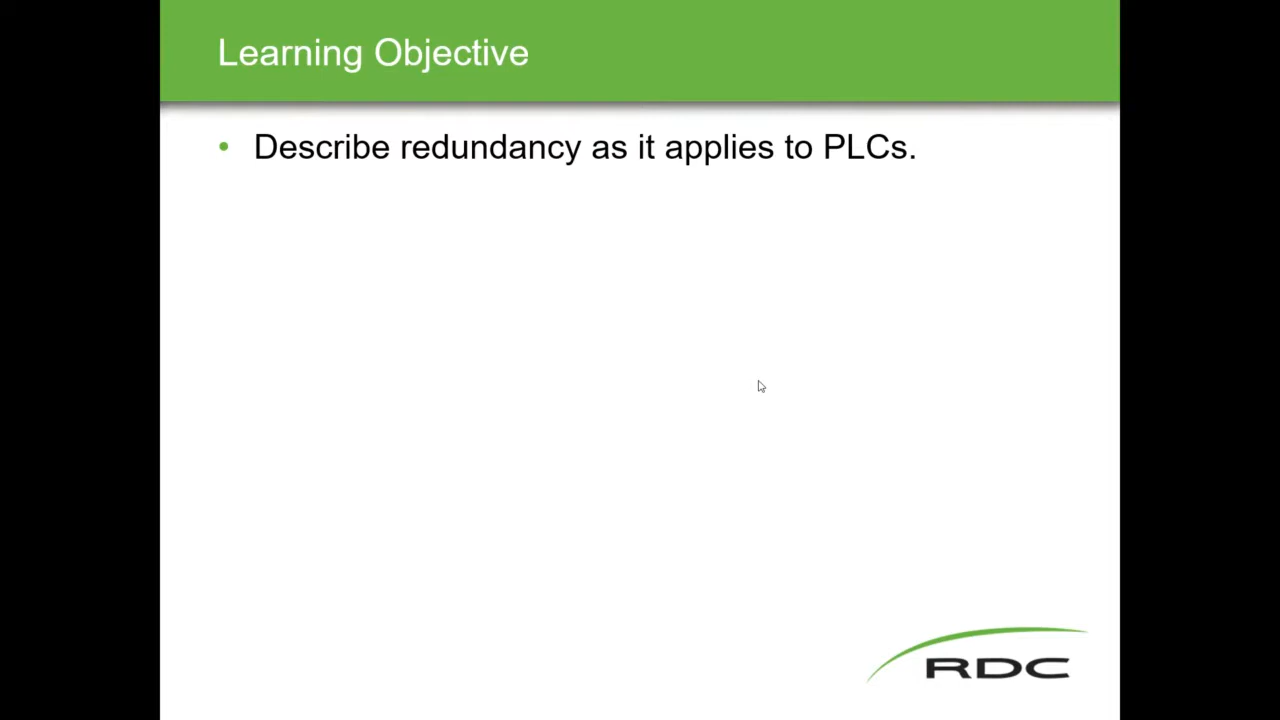 Learning Objective
• Describe redundancy as it applies to PLCs.
RDC